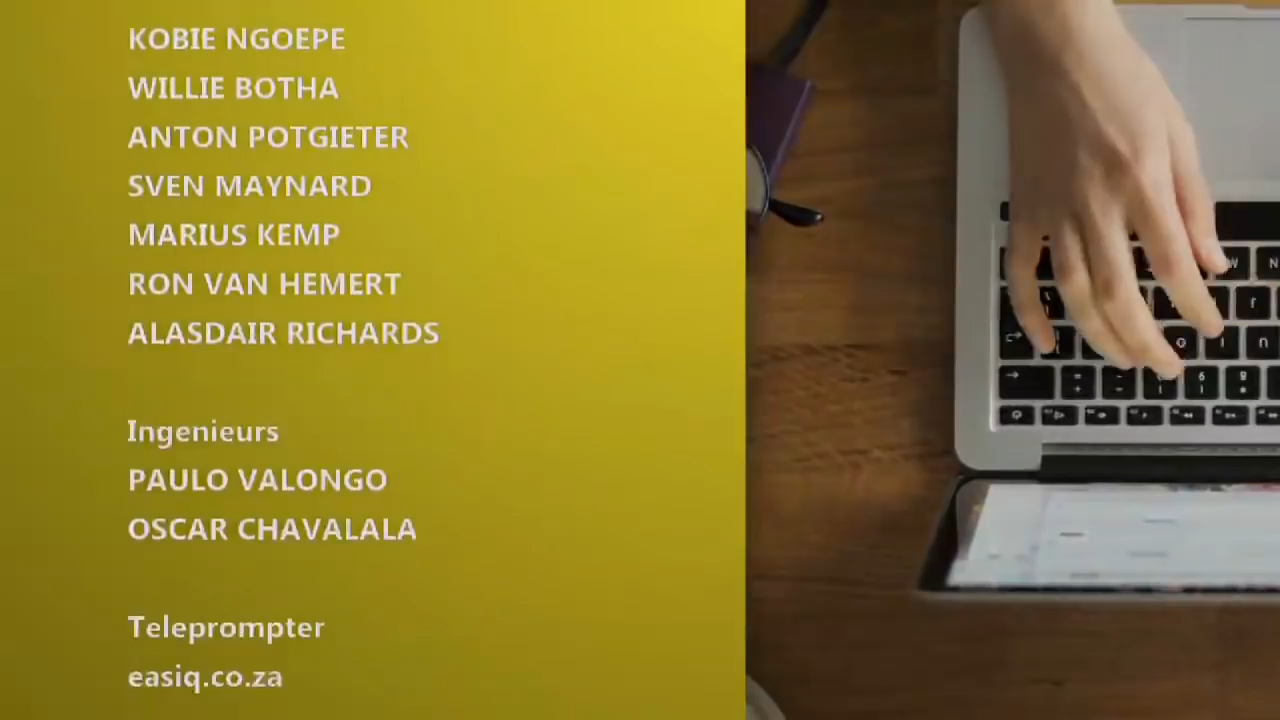 KOBIE NGOEPE
WILLIE BOTHA
ANTON POTGIETER
SVEN MAYNARD
MARIUS KEMP
RON VAN HEMERT
ALASDAIR RICHARDS
Ingenieurs
PAULO VALONGO
OSCAR CHAVALALA
Teleprompter
easiq.co.za